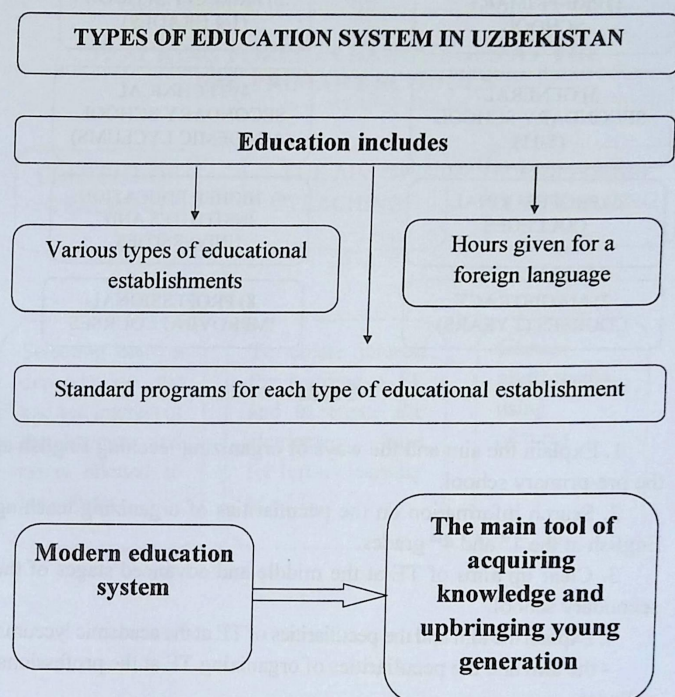 TYPES OF EDUCATION SYSTEM IN UZBEKISTAN
Education includes
Various types of educational
establishments
Hours given for a
foreign language
Standard programs for each type of educational establishment
Modern education
system
The main tool of
acquiring
knowledge and
upbringing young
generation